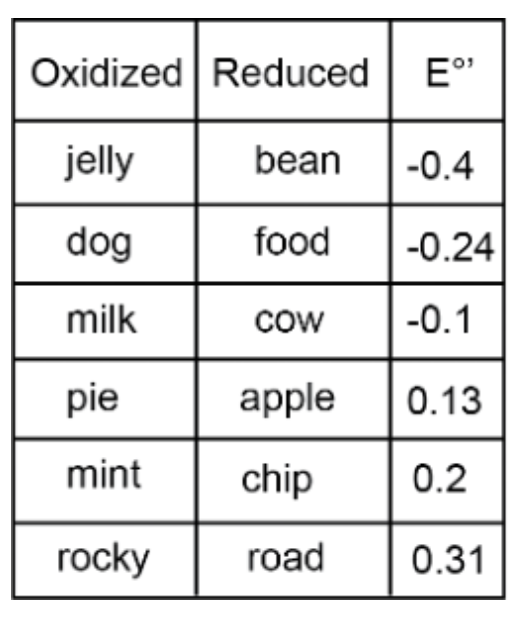 Oxidized Reduced E°’
jelly bean -0.4
dog food -0.24
milk cow -0.1
pie apple 0.13
mint chip 0.2
rocky road 0.31